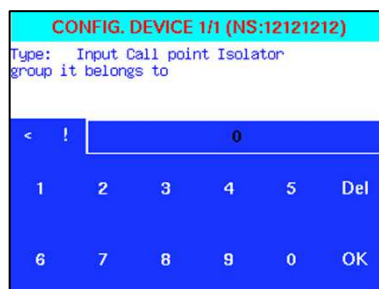 CONFIG. DEVICE 1/1 (NS:12121212)
Type: Input Call point Isolator
group it belongs to
< ! 0
1 2 3 4 5 Del
6 7 8 9 0 OK